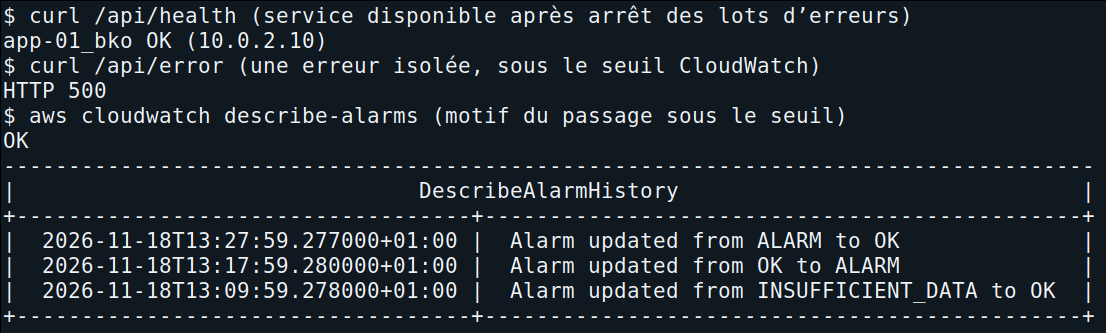 $ curl /api/health (service disponible après arrêt des lots d’erreurs)
app-01_bko OK (10.0.2.10)
$ curl /api/error (une erreur isolée, sous le seuil CloudWatch)
HTTP 500
$ aws cloudwatch describe-alarms (motif du passage sous le seuil)
OK
-----------------------------------------------------------------------------------
|                               DescribeAlarmHistory                               |
+-----------------------------------+----------------------------------------------+
|  2026-11-18T13:27:59.277000+01:00 |  Alarm updated from ALARM to OK              |
|  2026-11-18T13:17:59.280000+01:00 |  Alarm updated from OK to ALARM              |
|  2026-11-18T13:09:59.278000+01:00 |  Alarm updated from INSUFFICIENT_DATA to OK  |
+-----------------------------------+----------------------------------------------+